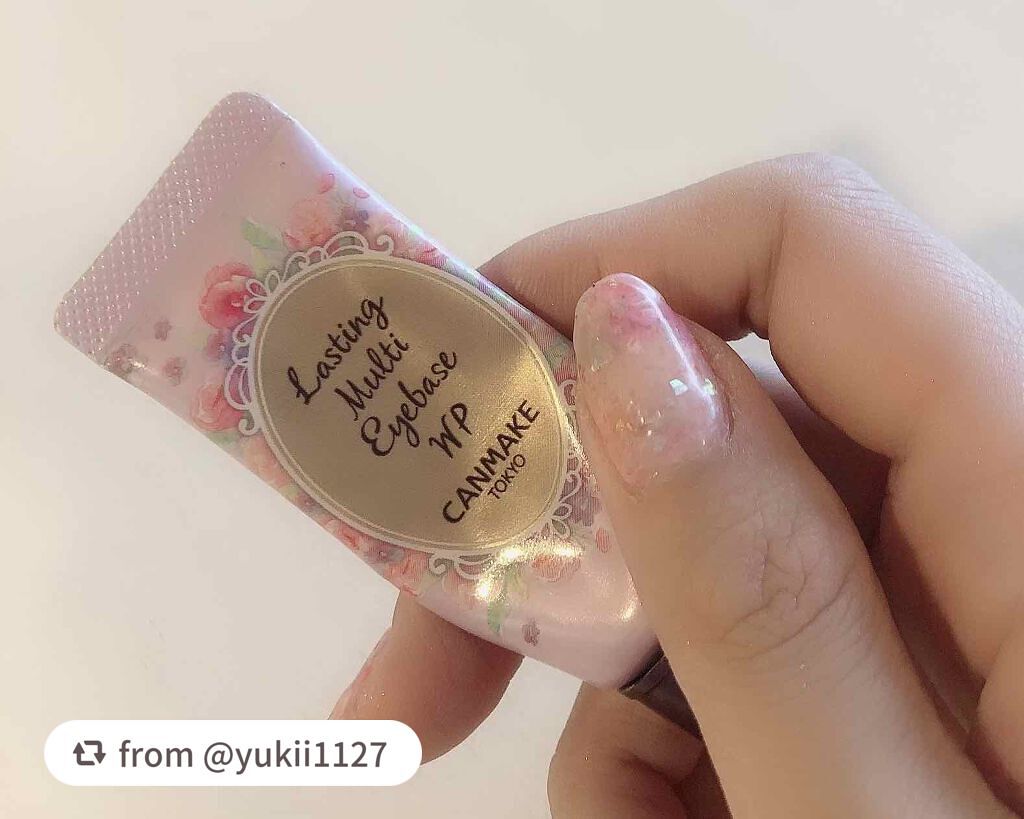 Lasting
Multi
Eyebase
WP
CANMAKE
TOKYO
from @yukii1127